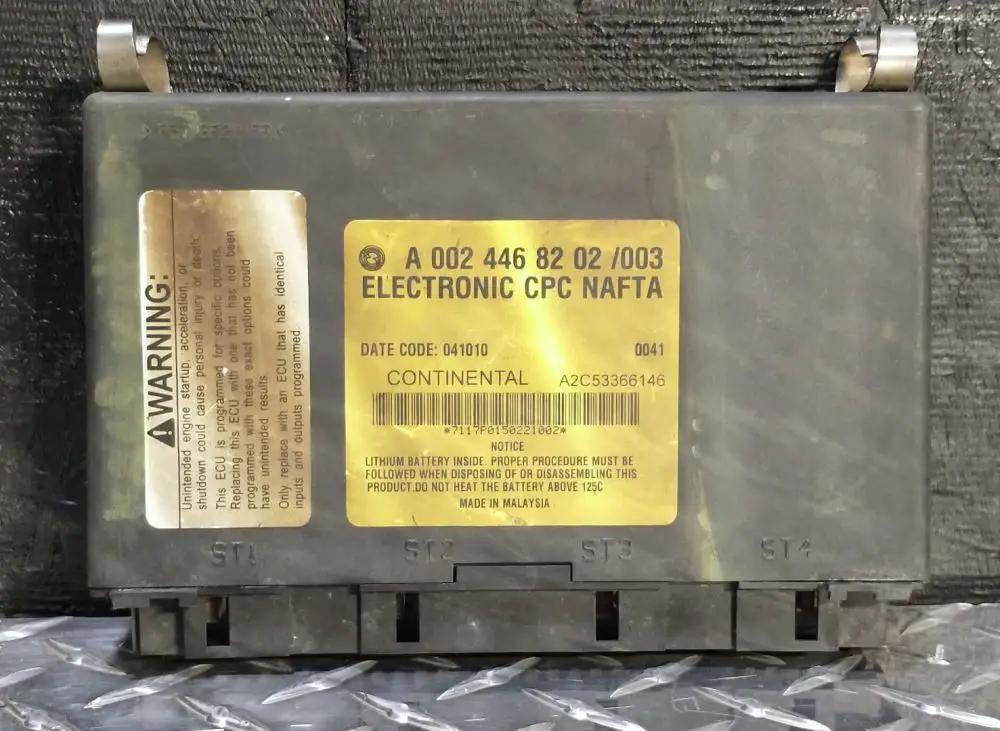 WARNING:
Unintended engine startup, acceleration, or
shutdown could cause personal injury or death.
This ECU is programmed for specific options.
Replacing this ECU with one that has not been
programmed with these exact options could
have unintended results.
Only replace with an ECU that has identical
inputs and outputs programmed.
A 002 446 82 02 /003
ELECTRONIC CPC NAFTA
DATE CODE: 041010 0041
CONTINENTAL A2C53366146
*7117P0150221002*
NOTICE
LITHIUM BATTERY INSIDE. PROPER PROCEDURE MUST BE
FOLLOWED WHEN DISPOSING OF OR DISASSEMBLING THIS
PRODUCT.DO NOT HEAT THE BATTERY ABOVE 125C
MADE IN MALAYSIA
ST1 ST2 ST3 ST4